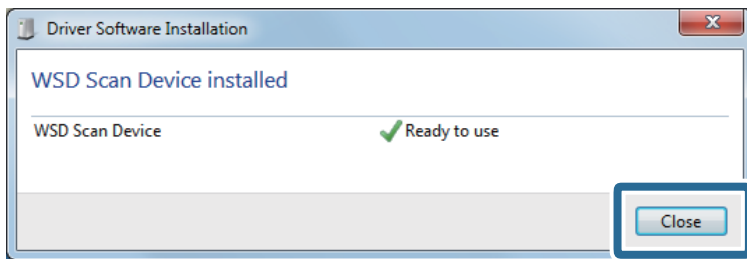 Driver Software Installation
WSD Scan Device installed
WSD Scan Device Ready to use
Close